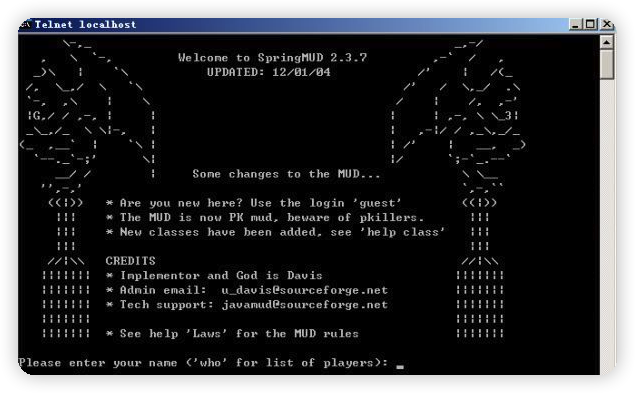 Telnet localhost
Welcome to SpringMUD 2.3.7
UPDATED: 12/01/04
Some changes to the MUD...
* Are you new here? Use the login 'guest'
* The MUD is now PK mud, beware of pkillers.
* New classes have been added, see 'help class'
CREDITS
* Implementor and God is Davis
* Admin email:  u_davis@sourceforge.net
* Tech support: javamud@sourceforge.net
* See help 'Laws' for the MUD rules
Please enter your name ('who' for list of players): _